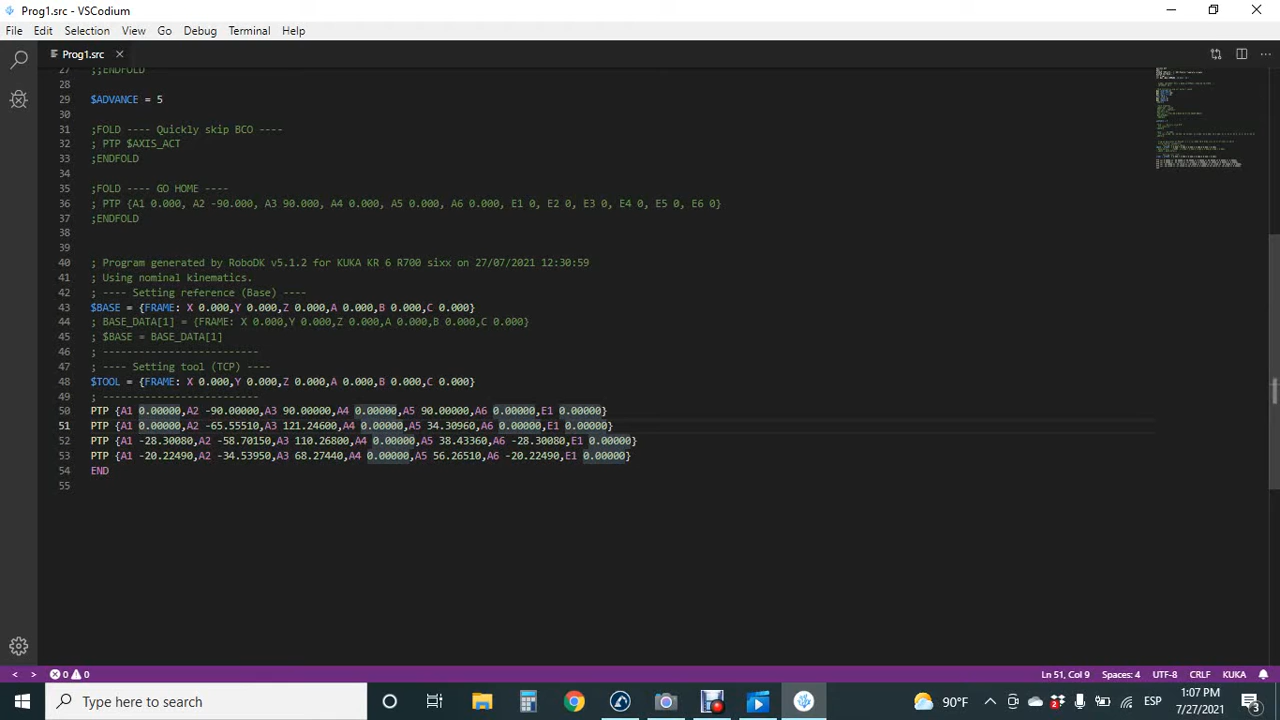 Prog1.src - VSCodium
File Edit Selection View Go Debug Terminal Help
Prog1.src
27 ;;ENDFOLD
28
29 $ADVANCE = 5
30
31 ;FOLD ---- Quickly skip BCO ----
32 ; PTP $AXIS_ACT
33 ;ENDFOLD
34
35 ;FOLD ---- GO HOME ----
36 ; PTP {A1 0.000, A2 -90.000, A3 90.000, A4 0.000, A5 0.000, A6 0.000, E1 0, E2 0, E3 0, E4 0, E5 0, E6 0}
37 ;ENDFOLD
38
39
40 ; Program generated by RoboDK v5.1.2 for KUKA KR 6 R700 sixx on 27/07/2021 12:30:59
41 ; Using nominal kinematics.
42 ; ---- Setting reference (Base) ----
43 $BASE = {FRAME: X 0.000,Y 0.000,Z 0.000,A 0.000,B 0.000,C 0.000}
44 ; BASE_DATA[1] = {FRAME: X 0.000,Y 0.000,Z 0.000,A 0.000,B 0.000,C 0.000}
45 ; $BASE = BASE_DATA[1]
46 ; --------------------------
47 ; ---- Setting tool (TCP) ----
48 $TOOL = {FRAME: X 0.000,Y 0.000,Z 0.000,A 0.000,B 0.000,C 0.000}
49 ; --------------------------
50 PTP {A1 0.00000,A2 -90.00000,A3 90.00000,A4 0.00000,A5 90.00000,A6 0.00000,E1 0.00000}
51 PTP {A1 0.00000,A2 -65.55510,A3 121.24600,A4 0.00000,A5 34.30960,A6 0.00000,E1 0.00000}
52 PTP {A1 -28.30080,A2 -58.70150,A3 110.26800,A4 0.00000,A5 38.43360,A6 -28.30080,E1 0.00000}
53 PTP {A1 -20.22490,A2 -34.53950,A3 68.27440,A4 0.00000,A5 56.26510,A6 -20.22490,E1 0.00000}
54 END
55
0 0 Ln 51, Col 9 Spaces: 4 UTF-8 CRLF KUKA
Type here to search 90°F ESP 1:07 PM
7/27/2021 3